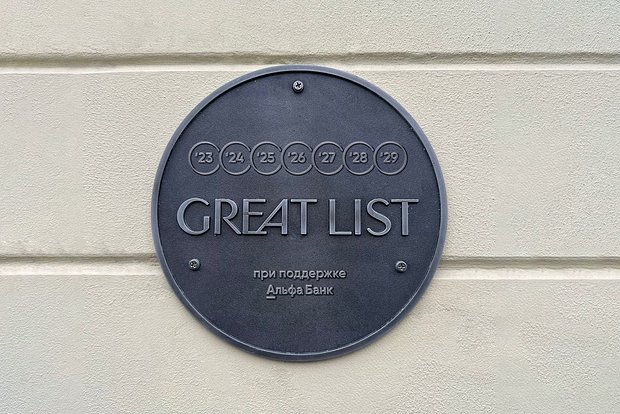 '23 '24 '25 '26 '27 '28 '29
GREAT LIST
при поддержке
Альфа Банк